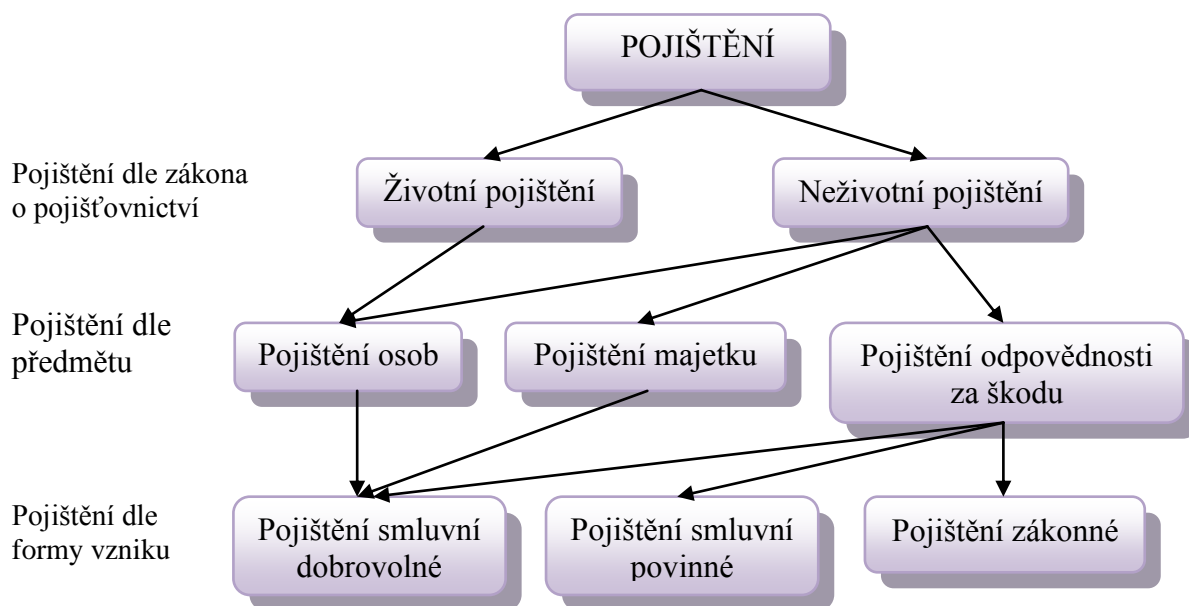 POJIŠTĚNÍ
Pojištění dle zákona
o pojišťovnictví
Životní pojištění
Neživotní pojištění
Pojištění dle
předmětu
Pojištění osob
Pojištění majetku
Pojištění odpovědnosti
za škodu
Pojištění dle
formy vzniku
Pojištění smluvní
dobrovolné
Pojištění smluvní
povinné
Pojištění zákonné